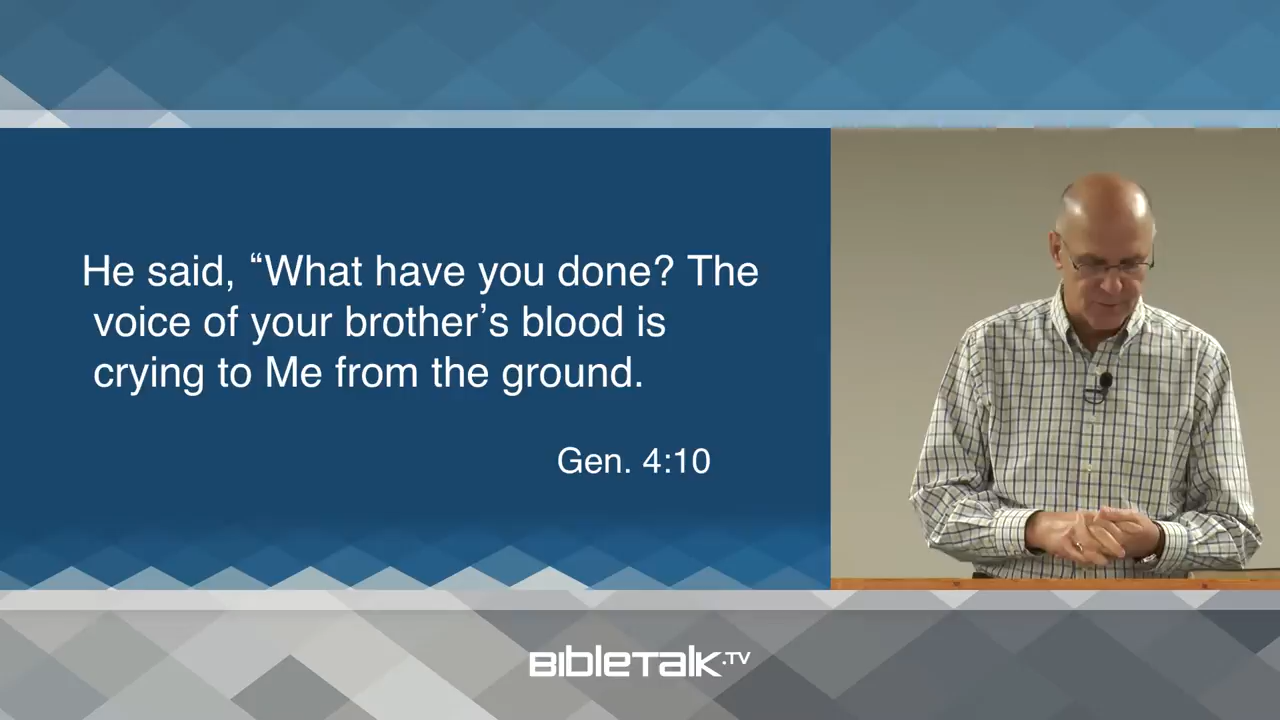 He said, “What have you done? The
voice of your brother’s blood is
crying to Me from the ground.
Gen. 4:10
BIBLETALK.TV